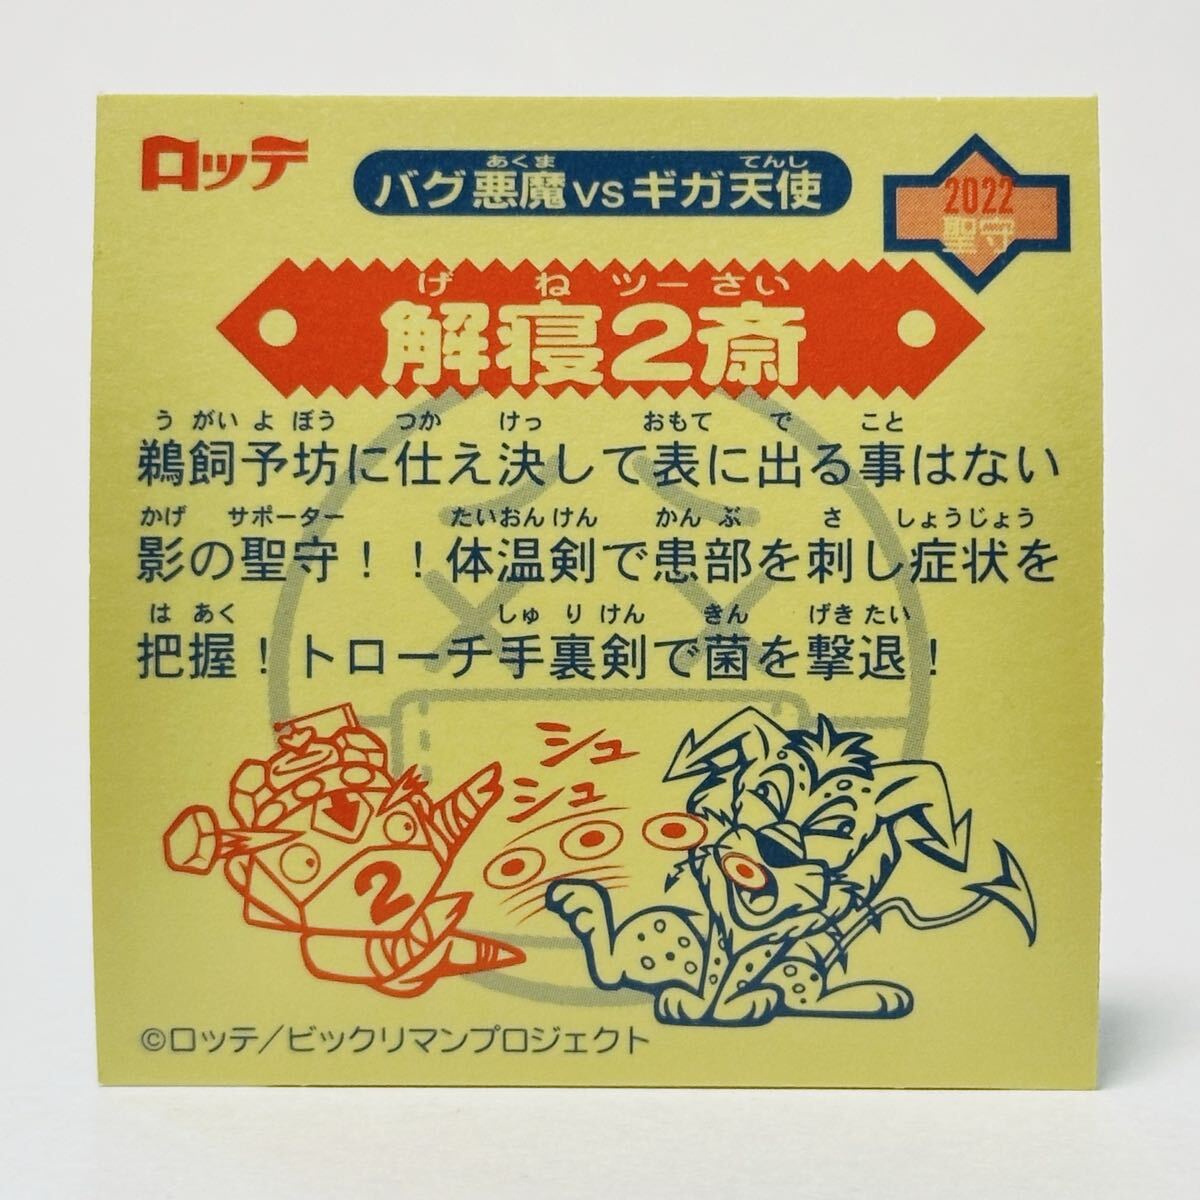 ロッテ
あくま てんし
バグ悪魔vsギガ天使
2022
聖守
げねツーさい
解寝2斎
うがいよぼう つか けっ おもて で こと
鵜飼予坊に仕え決して表に出る事はない
かげ サポーター たいおんけん かんぶ さ しょうじょう
影の聖守！！体温剣で患部を刺し症状を
はあく しゅりけん きん げきたい
把握！トローチ手裏剣で菌を撃退！
シュ
シュ
2
©ロッテ/ビックリマンプロジェクト